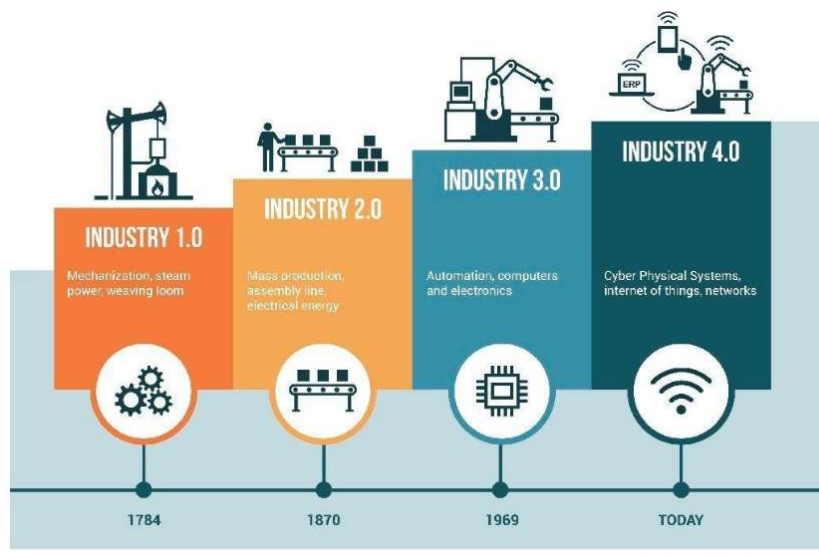 ERP
INDUSTRY 1.0
Mechanization, steam
power, weaving loom
INDUSTRY 2.0
Mass production,
assembly line,
electrical energy
INDUSTRY 3.0
Automation, computers
and electronics
INDUSTRY 4.0
Cyber Physical Systems,
internet of things, networks
1784
1870
1969
TODAY